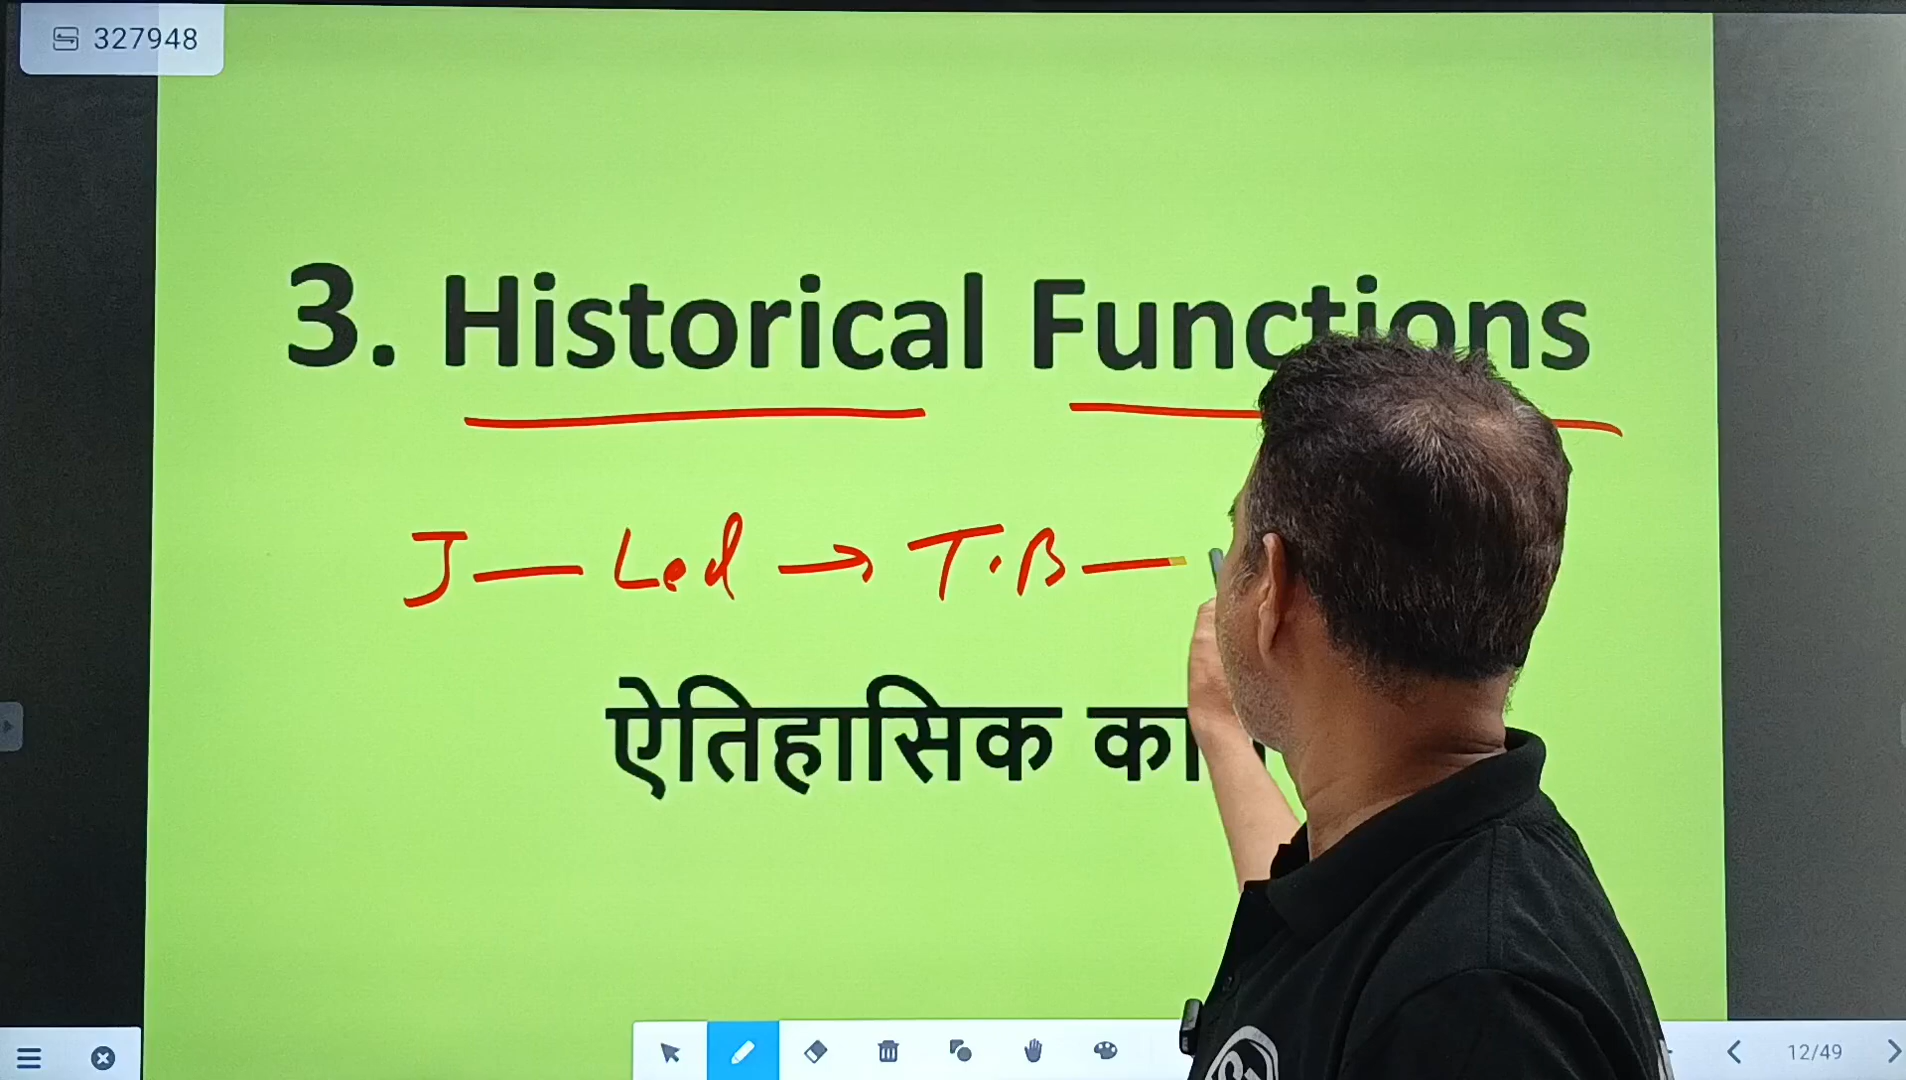 327948
3. Historical Functions
J — Led → T.B —
ऐतिहासिक
12/49